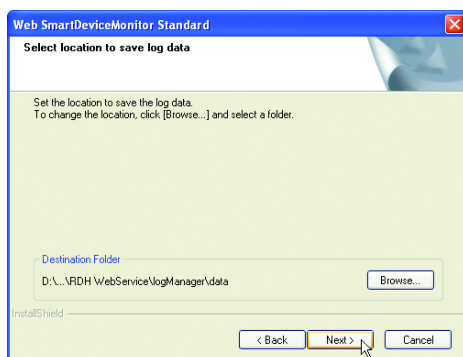 Web SmartDeviceMonitor Standard
Select location to save log data
Set the location to save the log data.
To change the location, click [Browse...] and select a folder.
Destination Folder
D:\...\RDH WebService\logManager\data
Browse...
InstallShield
< Back
Next >
Cancel